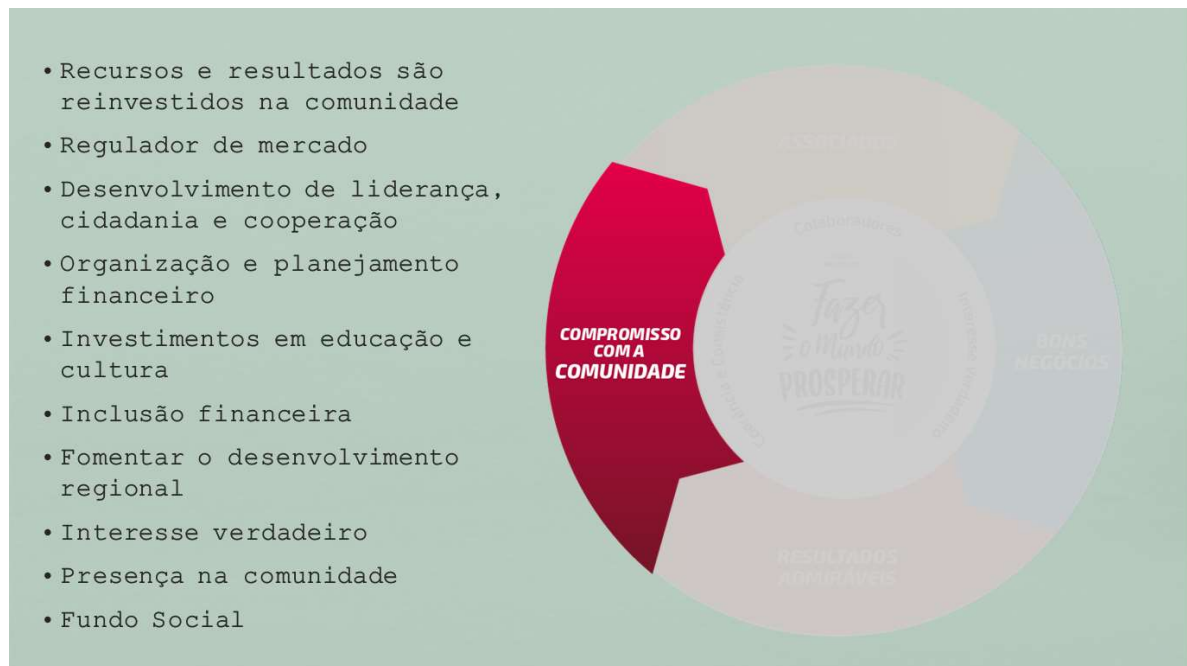 • Recursos e resultados são
reinvestidos na comunidade
• Regulador de mercado
• Desenvolvimento de liderança,
cidadania e cooperação
• Organização e planejamento
financeiro
• Investimentos em educação e
cultura
• Inclusão financeira
• Fomentar o desenvolvimento
regional
• Interesse verdadeiro
• Presença na comunidade
• Fundo Social
ASSOCIADO
COMPROMISSO
COM A
COMUNIDADE
Colaboradores
Interesse Verdadeiro
Fazer
o Mundo
PROSPERAR
BONS
NEGÓCIOS
RESULTADOS
ADMIRÁVEIS